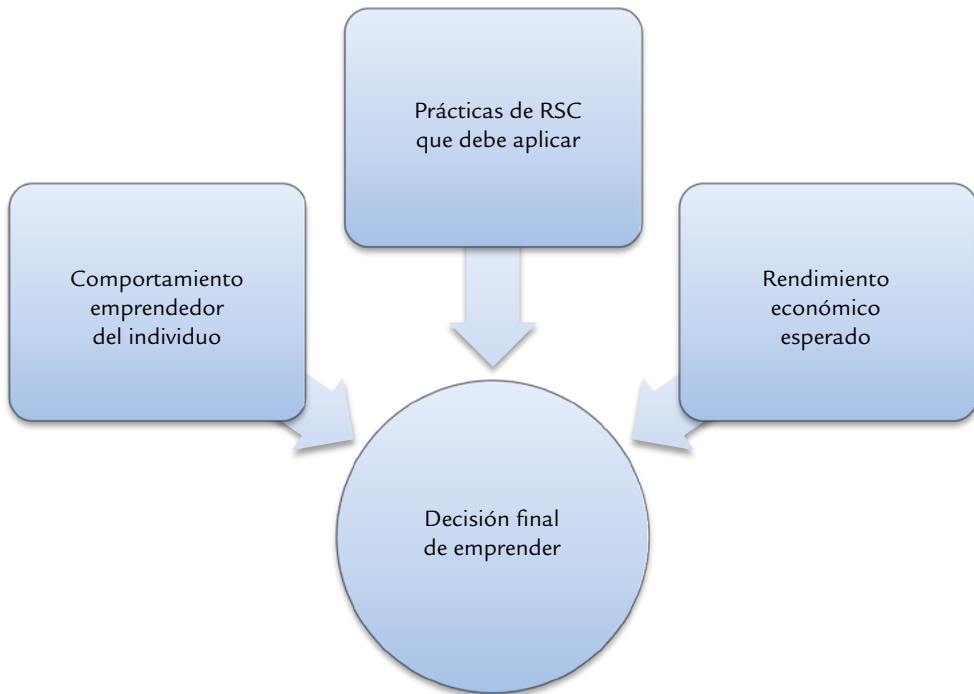 Prácticas de RSC
que debe aplicar
Comportamiento
emprendedor
del individuo
Rendimiento
económico
esperado
Decisión final
de emprender